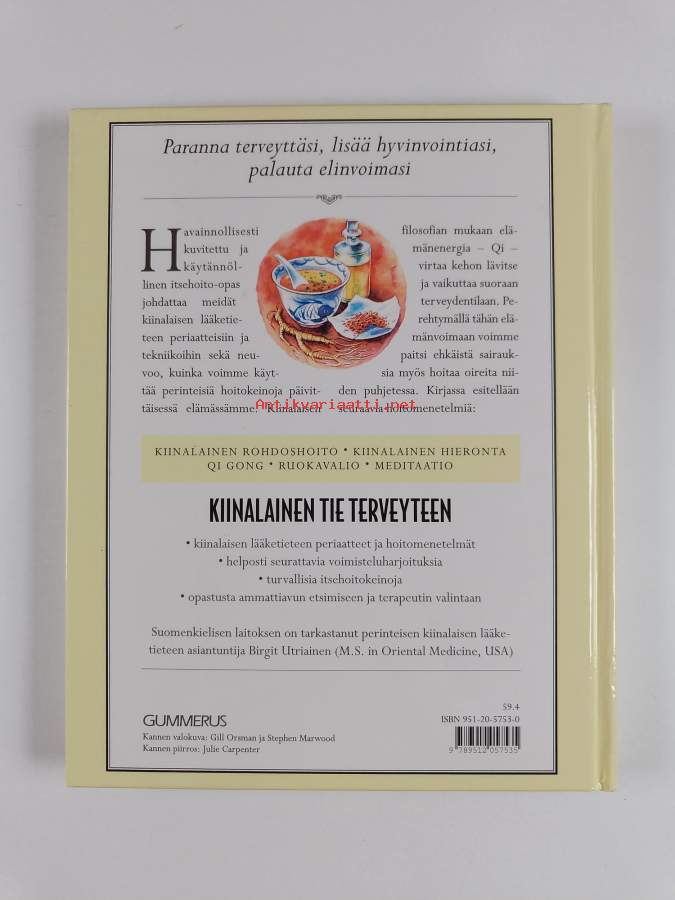 Paranna terveyttäsi, lisää hyvinvointiasi,
palauta elinvoimasi
Havainnollisesti
kuvitettu ja
käytännöl-
linen itsehoito-opas
johdattaa meidät
kiinalaisen lääketie-
teen periaatteisiin ja
tekniikoihin sekä neu-
voo, kuinka voimme käyt-
tää perinteisiä hoitokeinoja päivit-
täisessä elämässämme. Kiinalaisen
filosofian mukaan elä-
mänenergia – Qi –
virtaa kehon lävitse
ja vaikuttaa suoraan
terveydentilaan. Pe-
rehtymällä tähän elä-
mänvoimaan voimme
paitsi ehkäistä sairauk-
sia myös hoitaa oireita nii-
den puhjetessa. Kirjassa esitellään
seuraavia hoitomenetelmiä:
Antikvariaatti.net
KIINALAINEN ROHDOSHOITO • KIINALAINEN HIERONTA
QI GONG • RUOKAVALIO • MEDITAATIO
KIINALAINEN TIE TERVEYTEEN
• kiinalaisen lääketieteen periaatteet ja hoitomenetelmät
• helposti seurattavia voimisteluharjoituksia
• turvallisia itsehoitokeinoja
• opastusta ammattiavun etsimiseen ja terapeutin valintaan
Suomenkielisen laitoksen on tarkastanut perinteisen kiinalaisen lääke-
tieteen asiantuntija Birgit Utriainen (M.S. in Oriental Medicine, USA)
59.4
ISBN 951-20-5753-0
9 789512 057535
GUMMERUS
Kannen valokuva: Gill Orsman ja Stephen Marwood
Kannen piirros: Julie Carpenter